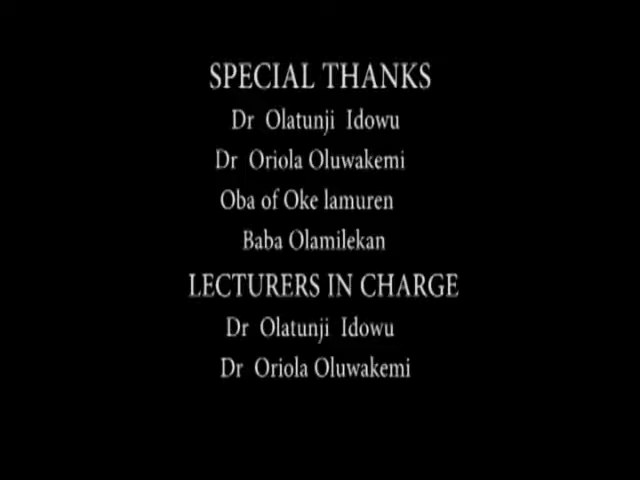 SPECIAL THANKS
Dr Olatunji Idowu
Dr Oriola Oluwakemi
Oba of Oke lamuren
Baba Olamilekan
LECTURERS IN CHARGE
Dr Olatunji Idowu
Dr Oriola Oluwakemi